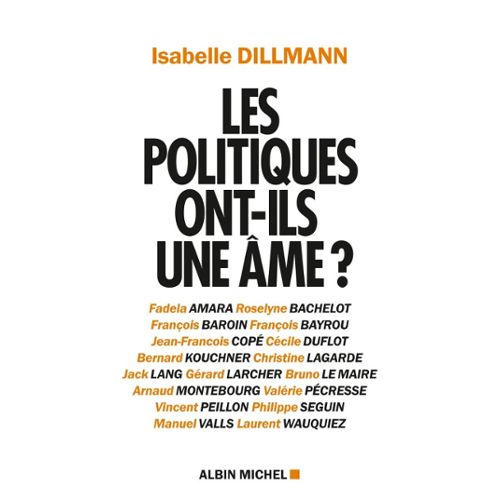 Isabelle DILLMANN
LES
POLITIQUES
ONT-ILS
UNE ÂME ?
Fadela AMARA Roselyne BACHELOT
François BAROIN François BAYROU
Jean-Francois COPÉ Cécile DUFLOT
Bernard KOUCHNER Christine LAGARDE
Jack LANG Gérard LARCHER Bruno LE MAIRE
Arnaud MONTEBOURG Valérie PÉCRESSE
Vincent PEILLON Philippe SEGUIN
Manuel VALLS Laurent WAUQUIEZ
ALBIN MICHEL